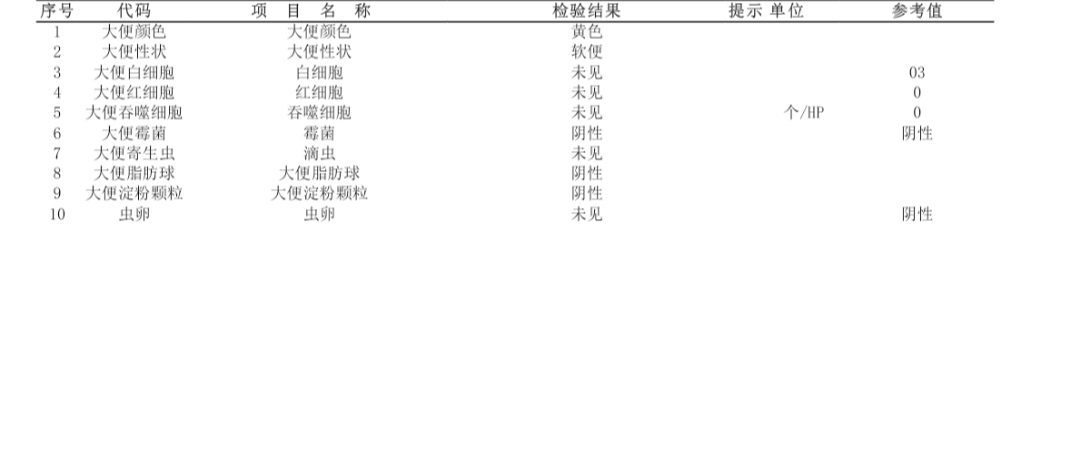 序号 代码 项 目 名 称 检验结果 提示 单位 参考值
1 大便颜色 大便颜色 黄色
2 大便性状 大便性状 软便
3 大便白细胞 白细胞 未见 03
4 大便红细胞 红细胞 未见 0
5 大便吞噬细胞 吞噬细胞 未见 个/HP 0
6 大便霉菌 霉菌 阴性 阴性
7 大便寄生虫 滴虫 未见
8 大便脂肪球 大便脂肪球 阴性
9 大便淀粉颗粒 大便淀粉颗粒 阴性
10 虫卵 虫卵 未见 阴性